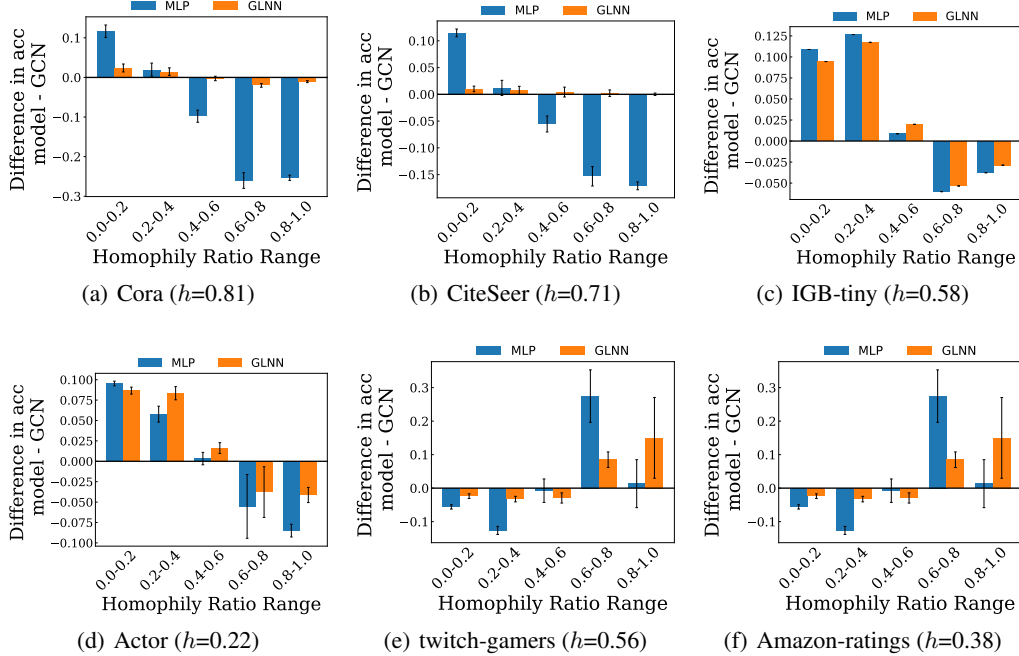 MLP GLNN
Difference in acc
model - GCN
0.1
0.0
−0.1
−0.2
−0.3
0.0-0.2
0.2-0.4
0.4-0.6
0.6-0.8
0.8-1.0
Homophily Ratio Range
(a) Cora (h=0.81)
MLP GLNN
Difference in acc
model - GCN
0.10
0.05
0.00
−0.05
−0.10
−0.15
0.0-0.2
0.2-0.4
0.4-0.6
0.6-0.8
0.8-1.0
Homophily Ratio Range
(b) CiteSeer (h=0.71)
MLP GLNN
Difference in acc
model - GCN
0.125
0.100
0.075
0.050
0.025
0.000
−0.025
−0.050
0.0-0.2
0.2-0.4
0.4-0.6
0.6-0.8
0.8-1.0
Homophily Ratio Range
(c) IGB-tiny (h=0.58)
MLP GLNN
Difference in acc
model - GCN
0.100
0.075
0.050
0.025
0.000
−0.025
−0.050
−0.075
−0.100
0.0-0.2
0.2-0.4
0.4-0.6
0.6-0.8
0.8-1.0
Homophily Ratio Range
(d) Actor (h=0.22)
MLP GLNN
Difference in acc
model - GCN
0.3
0.2
0.1
0.0
−0.1
0.0-0.2
0.2-0.4
0.4-0.6
0.6-0.8
0.8-1.0
Homophily Ratio Range
(e) twitch-gamers (h=0.56)
MLP GLNN
Difference in acc
model - GCN
0.3
0.2
0.1
0.0
−0.1
0.0-0.2
0.2-0.4
0.4-0.6
0.6-0.8
0.8-1.0
Homophily Ratio Range
(f) Amazon-ratings (h=0.38)